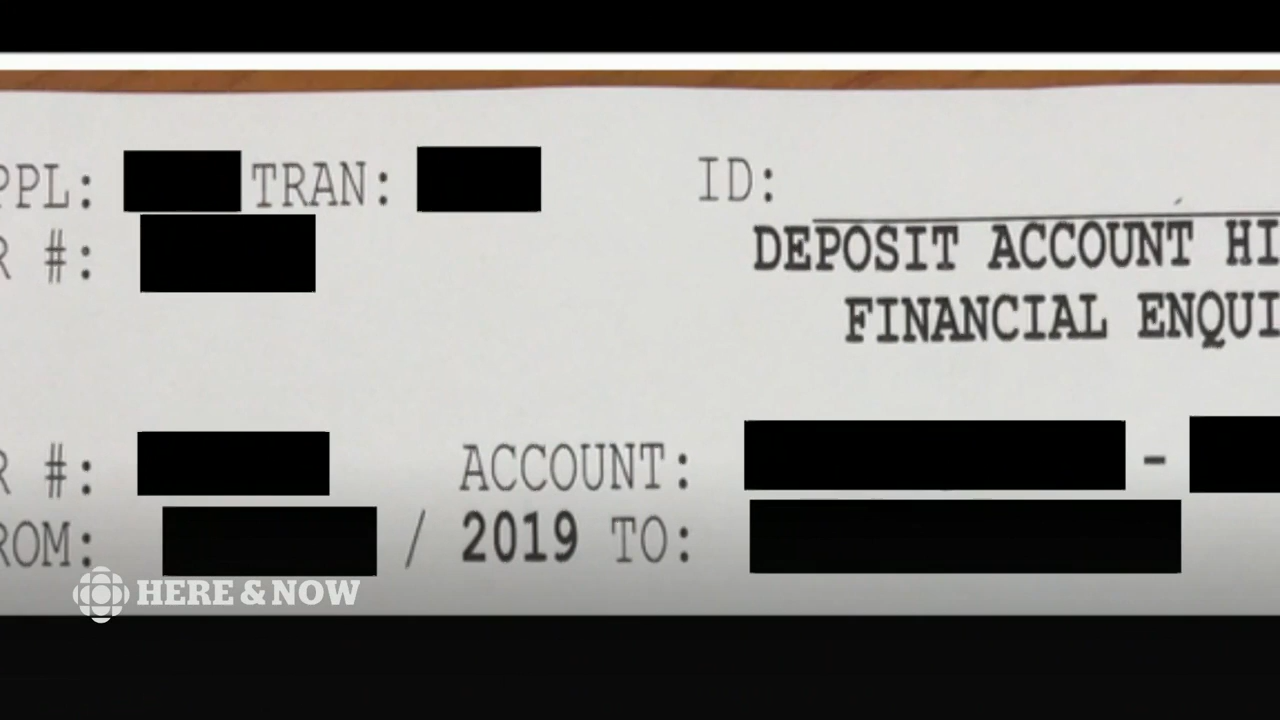 PPL: TRAN: ID:
R #: DEPOSIT ACCOUNT HI
FINANCIAL ENQUI
R #: ACCOUNT: -
ROM: / 2019 TO:
HERE & NOW